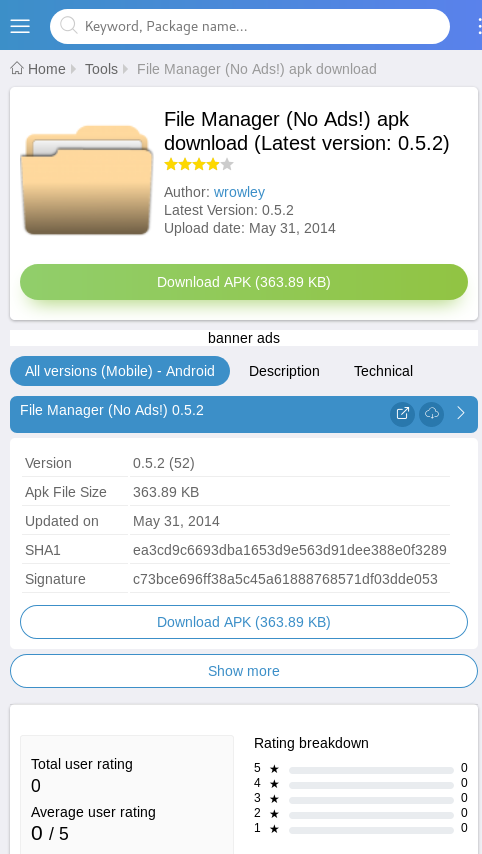 Keyword, Package name...
Home Tools File Manager (No Ads!) apk download
File Manager (No Ads!) apk
download (Latest version: 0.5.2)
Author: wrowley
Latest Version: 0.5.2
Upload date: May 31, 2014
Download APK (363.89 KB)
banner ads
All versions (Mobile) - Android Description Technical
File Manager (No Ads!) 0.5.2
Version 0.5.2 (52)
Apk File Size 363.89 KB
Updated on May 31, 2014
SHA1 ea3cd9c6693dba1653d9e563d91dee388e0f3289
Signature c73bce696ff38a5c45a61888768571df03dde053
Download APK (363.89 KB)
Show more
Total user rating
0
Average user rating
0 / 5
Rating breakdown
5 ★ 0
4 ★ 0
3 ★ 0
2 ★ 0
1 ★ 0